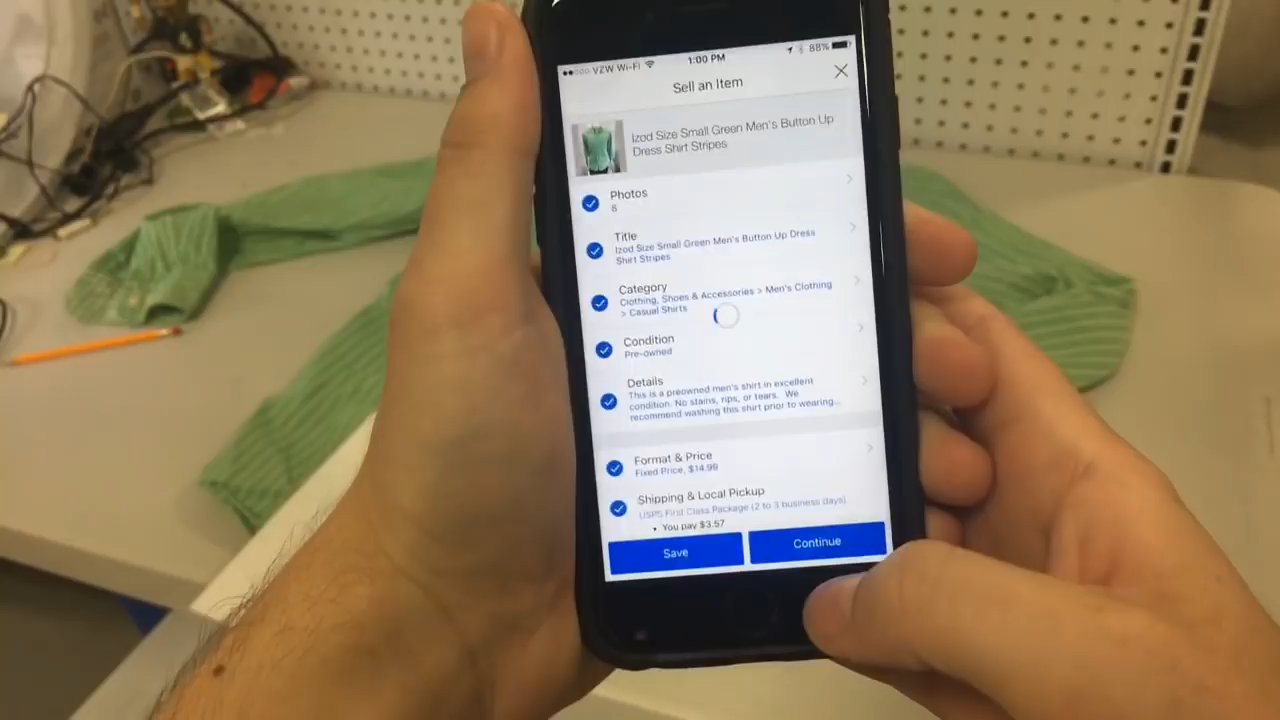 VZW Wi-Fi 1:00 PM 88%
Sell an Item
Izod Size Small Green Men's Button Up
Dress Shirt Stripes
Photos
6
Title
Izod Size Small Green Men's Button Up Dress
Shirt Stripes
Category
Clothing, Shoes & Accessories > Men's Clothing
> Casual Shirts
Condition
Pre-owned
Details
This is a preowned men's shirt in excellent
condition. No stains, rips, or tears. We
recommend washing this shirt prior to wearing...
Format & Price
Fixed Price, $14.99
Shipping & Local Pickup
USPS First Class Package (2 to 3 business days)
• You pay $3.57
Save Continue